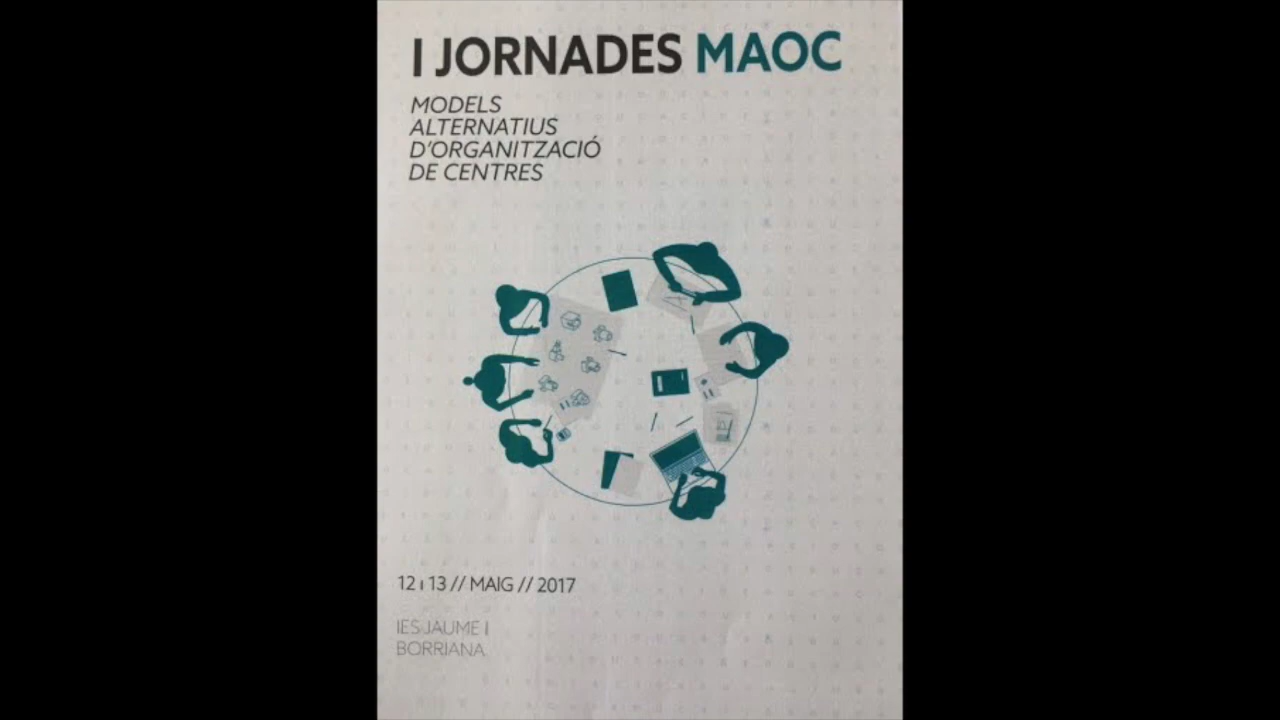 I JORNADES MAOC
MODELS
ALTERNATIUS
D'ORGANITZACIÓ
DE CENTRES
12 i 13 // MAIG // 2017
IES JAUME I
BORRIANA